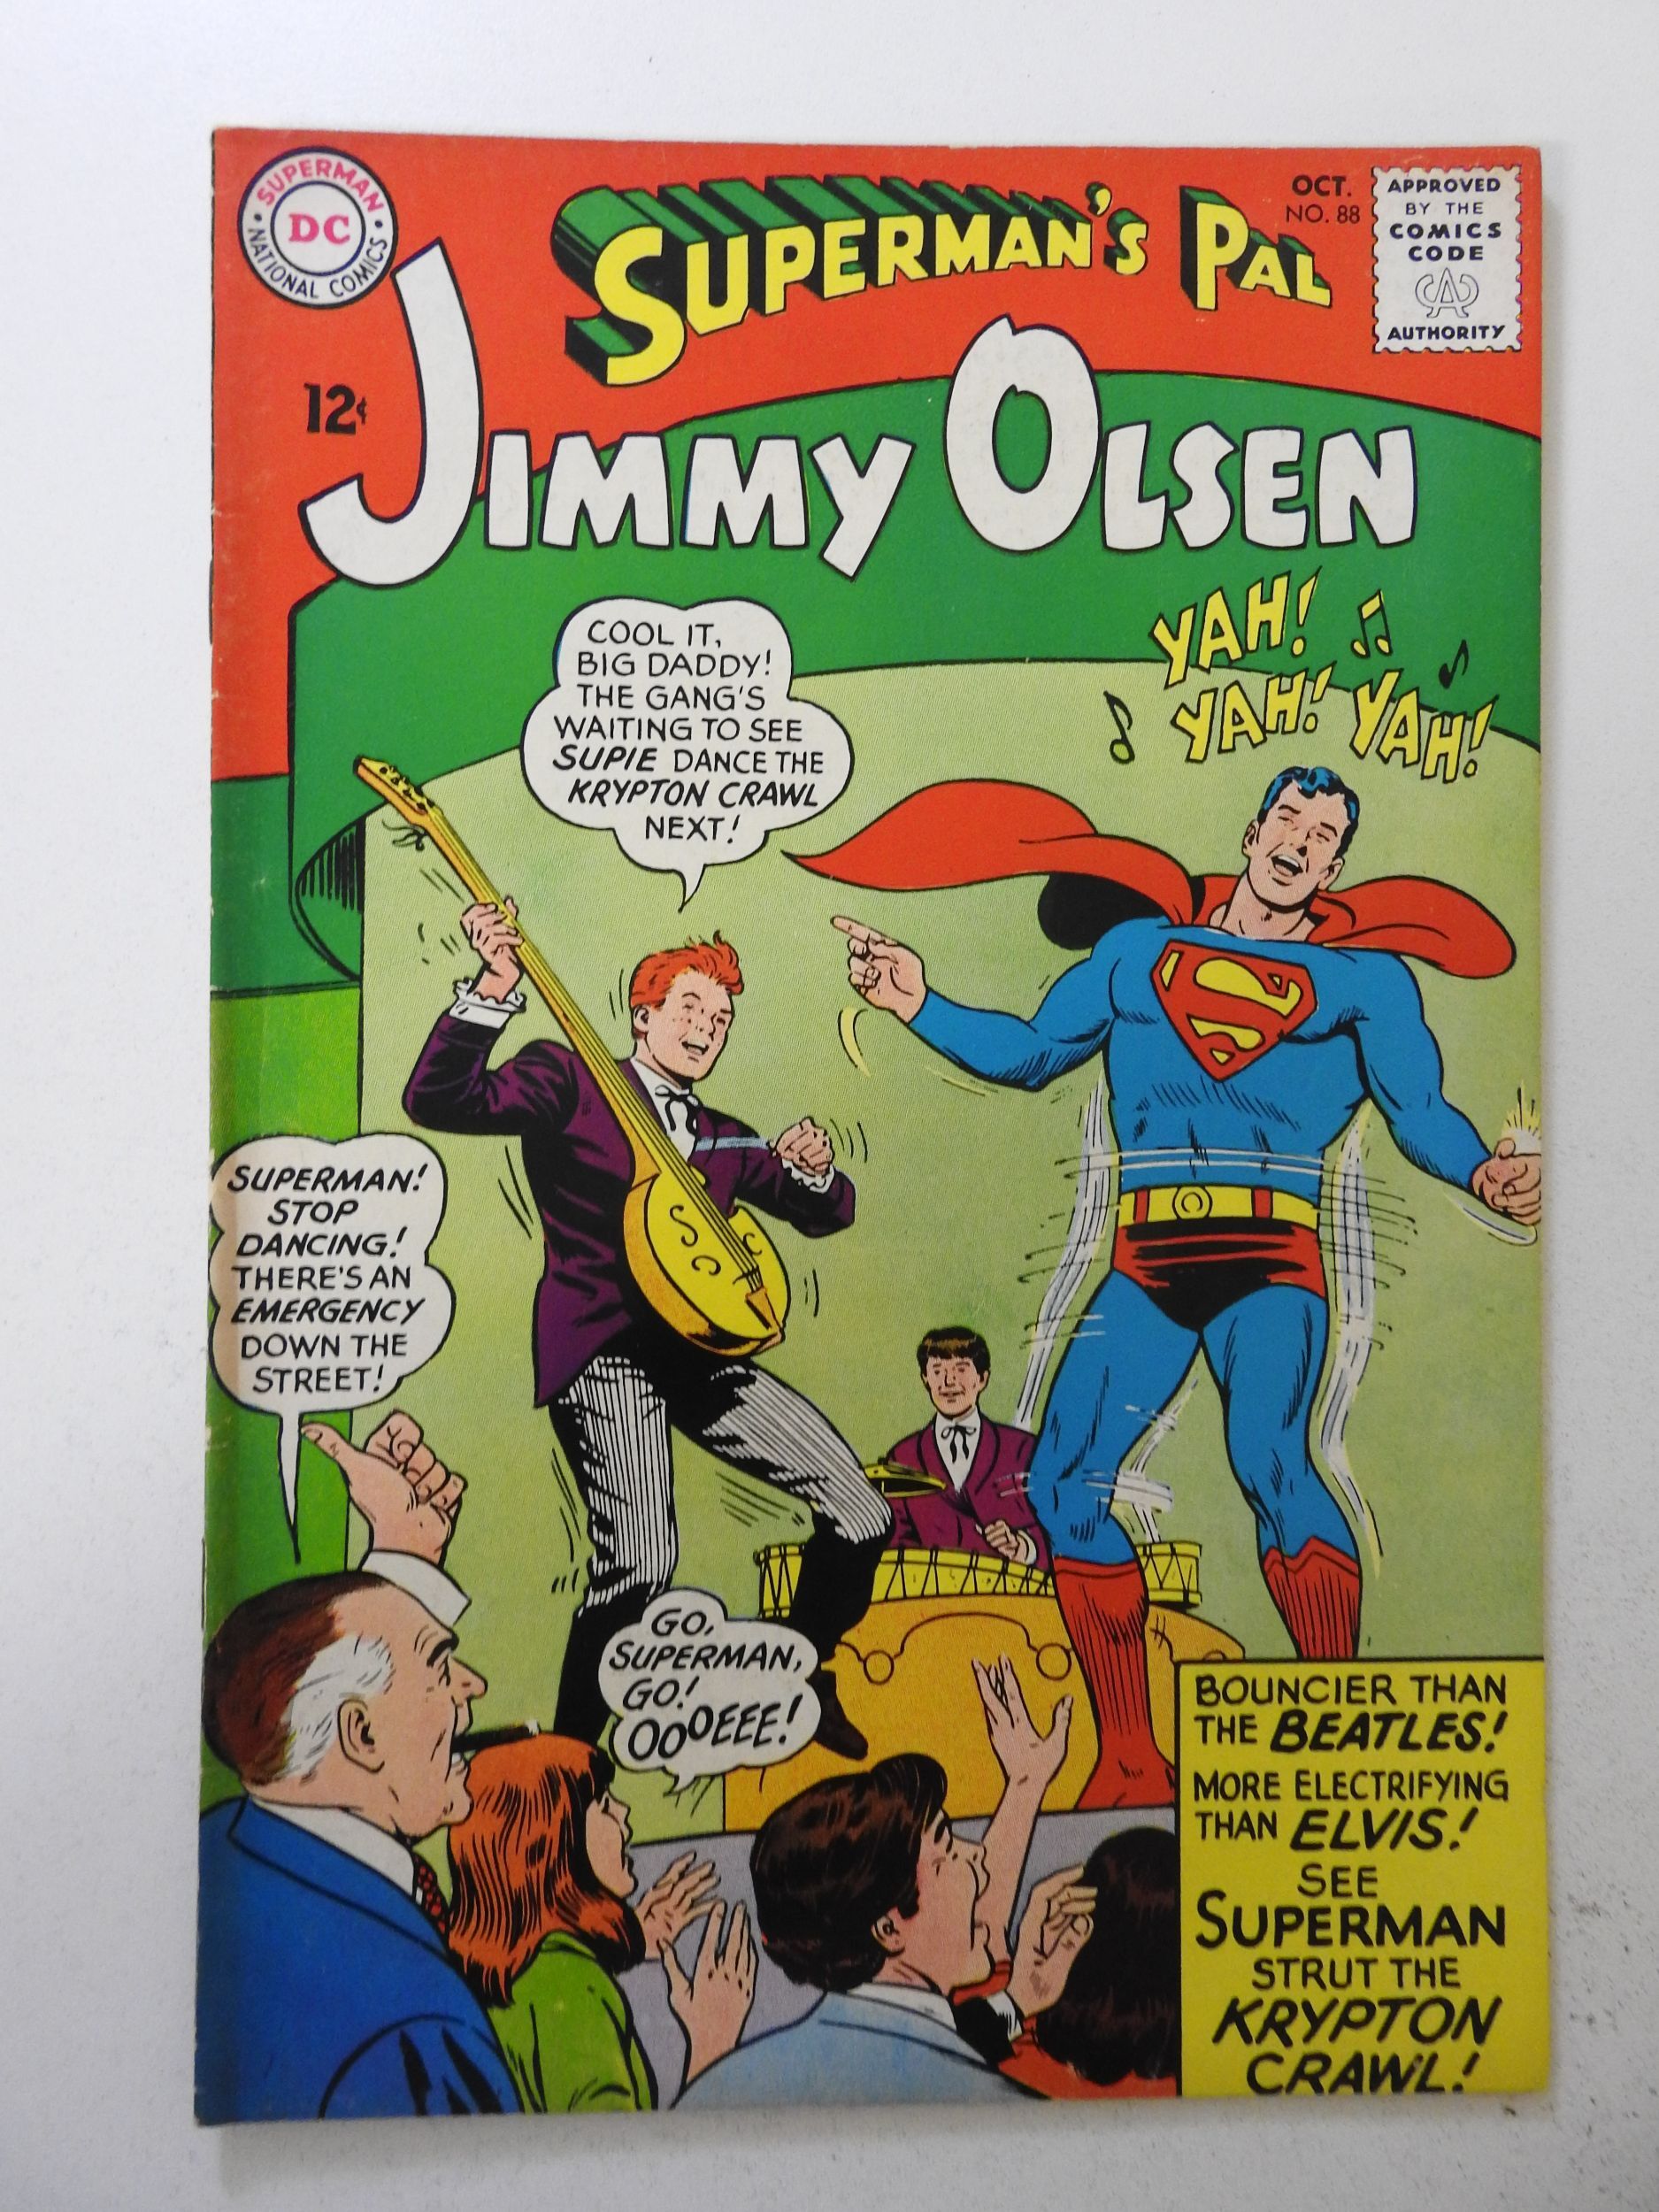 SUPERMAN
DC
NATIONAL COMICS
SUPERMAN'S PAL
OCT.
NO. 88
APPROVED
BY THE
COMICS
CODE
CA
AUTHORITY
12¢
JIMMY OLSEN
YAH!
YAH! YAH!
COOL IT,
BIG DADDY!
THE GANG'S
WAITING TO SEE
SUPIE DANCE THE
KRYPTON CRAWL
NEXT!
S
SUPERMAN!
STOP
DANCING!
THERE'S AN
EMERGENCY
DOWN THE
STREET!
GO,
SUPERMAN,
GO!
OOOEEE!
BOUNCIER THAN
THE BEATLES!
MORE ELECTRIFYING
THAN ELVIS!
SEE
SUPERMAN
STRUT THE
KRYPTON
CRAWL!